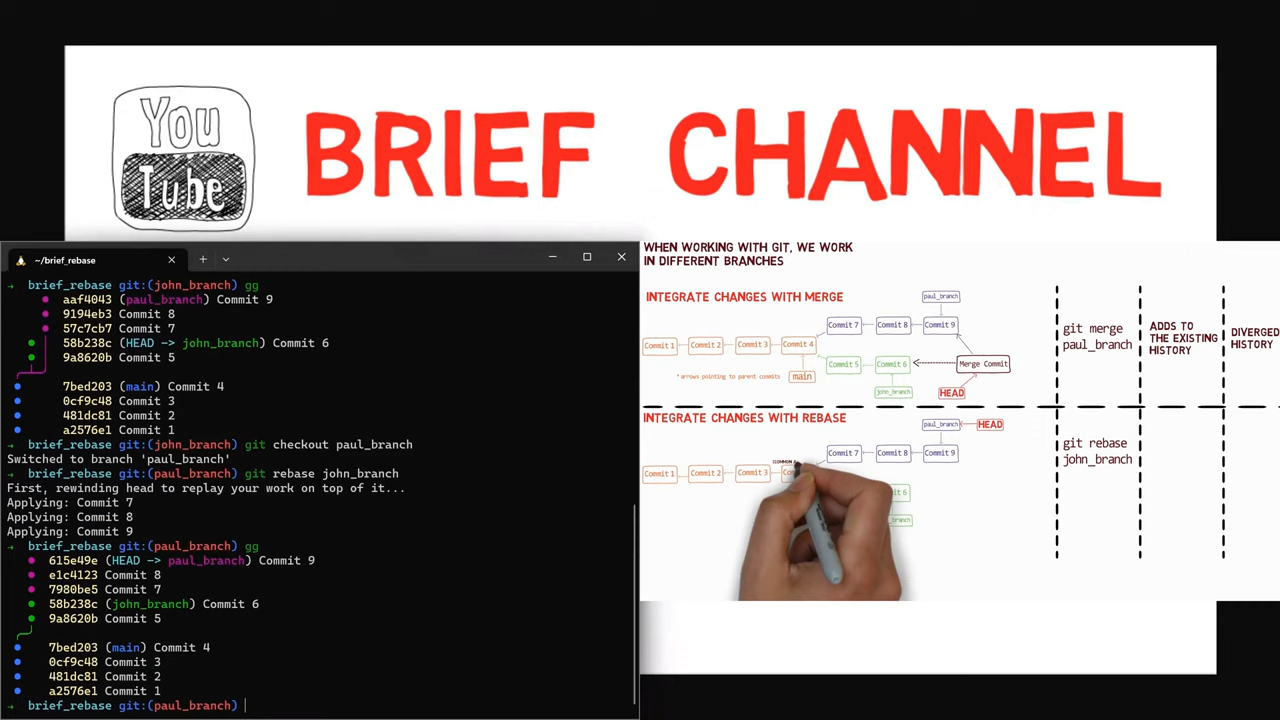 You
Tube
BRIEF CHANNEL
~/brief_rebase
→ brief_rebase git:(john_branch) gg
aaf4043 (paul_branch) Commit 9
9194eb3 Commit 8
57c7cb7 Commit 7
58b238c (HEAD -> john_branch) Commit 6
9a8620b Commit 5
7bed203 (main) Commit 4
0cf9c48 Commit 3
481dc81 Commit 2
a2576e1 Commit 1
→ brief_rebase git:(john_branch) git checkout paul_branch
Switched to branch 'paul_branch'
→ brief_rebase git:(paul_branch) git rebase john_branch
First, rewinding head to replay your work on top of it...
Applying: Commit 7
Applying: Commit 8
Applying: Commit 9
→ brief_rebase git:(paul_branch) gg
615e49e (HEAD -> paul_branch) Commit 9
e1c4123 Commit 8
7980be5 Commit 7
58b238c (john_branch) Commit 6
9a8620b Commit 5
7bed203 (main) Commit 4
0cf9c48 Commit 3
481dc81 Commit 2
a2576e1 Commit 1
→ brief_rebase git:(paul_branch)
WHEN WORKING WITH GIT, WE WORK
IN DIFFERENT BRANCHES
INTEGRATE CHANGES WITH MERGE
paul_branch
Commit 7
Commit 8
Commit 9
Commit 1
Commit 2
Commit 3
Commit 4
Commit 5
Commit 6
Merge Commit
* arrows pointing to parent commits
main
john_branch
HEAD
git merge
paul_branch
ADDS TO
THE EXISTING
HISTORY
DIVERGED
HISTORY
INTEGRATE CHANGES WITH REBASE
paul_branch
HEAD
Commit 7
Commit 8
Commit 9
Commit 1
Commit 2
Commit 3
git rebase
john_branch